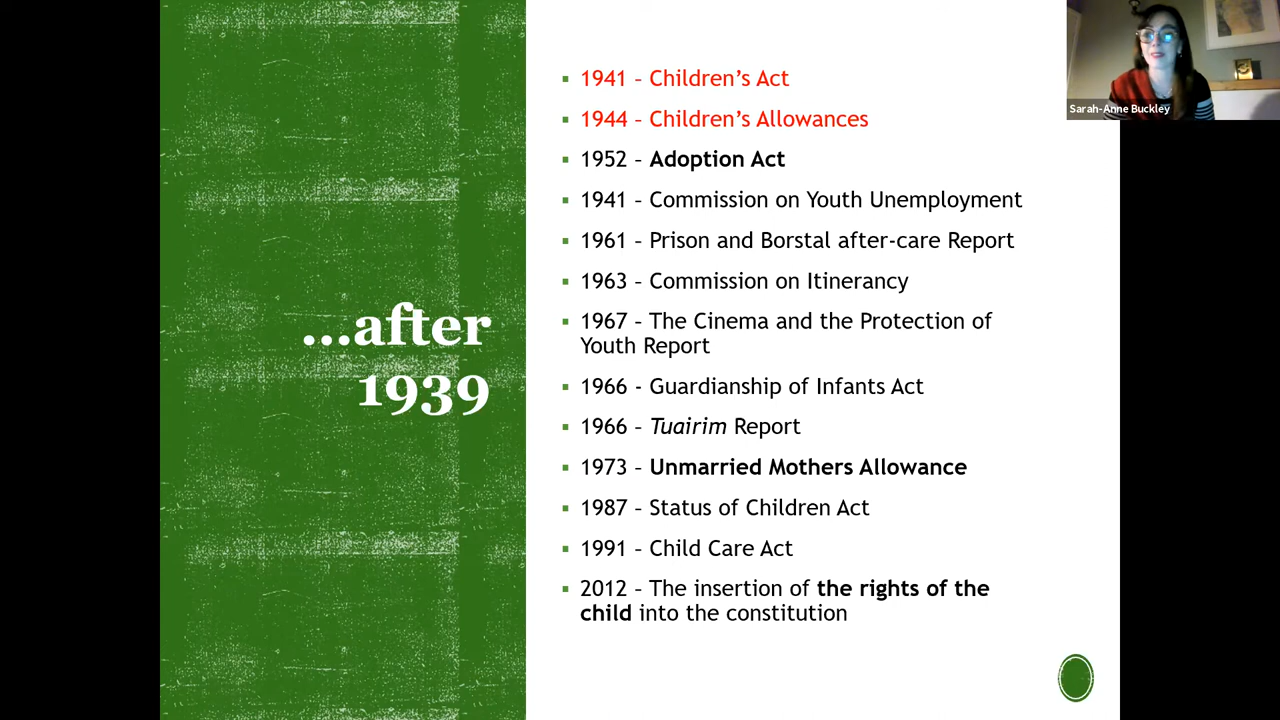 ...after
1939
▪ 1941 – Children's Act
▪ 1944 – Children's Allowances
▪ 1952 – Adoption Act
▪ 1941 – Commission on Youth Unemployment
▪ 1961 – Prison and Borstal after-care Report
▪ 1963 – Commission on Itinerancy
▪ 1967 – The Cinema and the Protection of
Youth Report
▪ 1966 - Guardianship of Infants Act
▪ 1966 – Tuairim Report
▪ 1973 – Unmarried Mothers Allowance
▪ 1987 – Status of Children Act
▪ 1991 – Child Care Act
▪ 2012 – The insertion of the rights of the
child into the constitution
Sarah-Anne Buckley